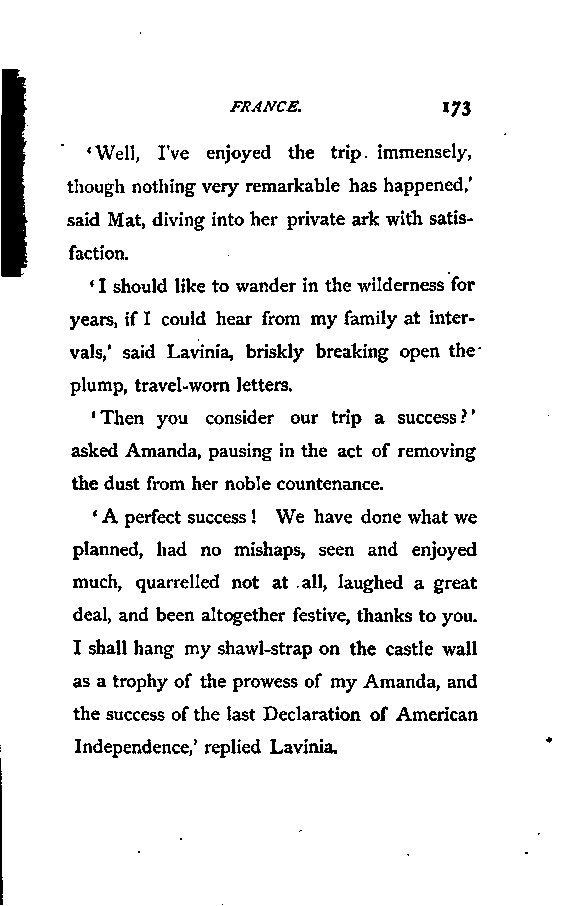 FRANCE. 173
‘Well, I've enjoyed the trip immensely,
though nothing very remarkable has happened,’
said Mat, diving into her private ark with satis-
faction.
‘I should like to wander in the wilderness for
years, if I could hear from my family at inter-
vals,’ said Lavinia, briskly breaking open the
plump, travel-worn letters.
‘Then you consider our trip a success?’
asked Amanda, pausing in the act of removing
the dust from her noble countenance.
‘A perfect success! We have done what we
planned, had no mishaps, seen and enjoyed
much, quarrelled not at all, laughed a great
deal, and been altogether festive, thanks to you.
I shall hang my shawl-strap on the castle wall
as a trophy of the prowess of my Amanda, and
the success of the last Declaration of American
Independence,’ replied Lavinia.